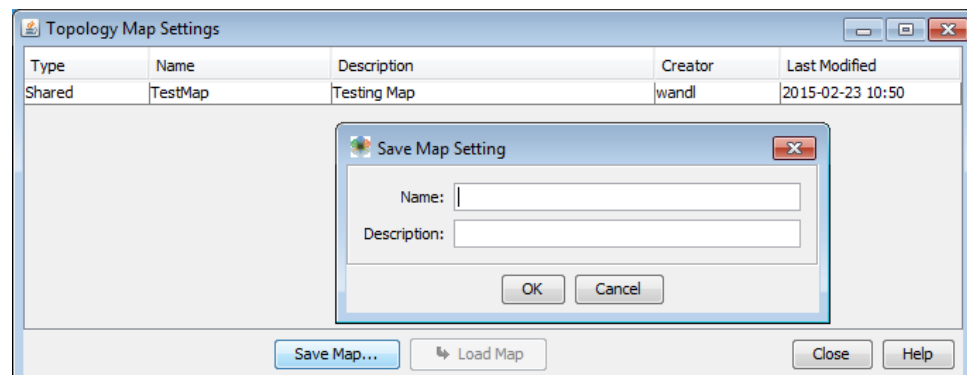 Topology Map Settings
Type Name Description Creator Last Modified
Shared TestMap Testing Map wandl 2015-02-23 10:50
Save Map Setting
Name:
Description:
OK Cancel
Save Map... Load Map Close Help